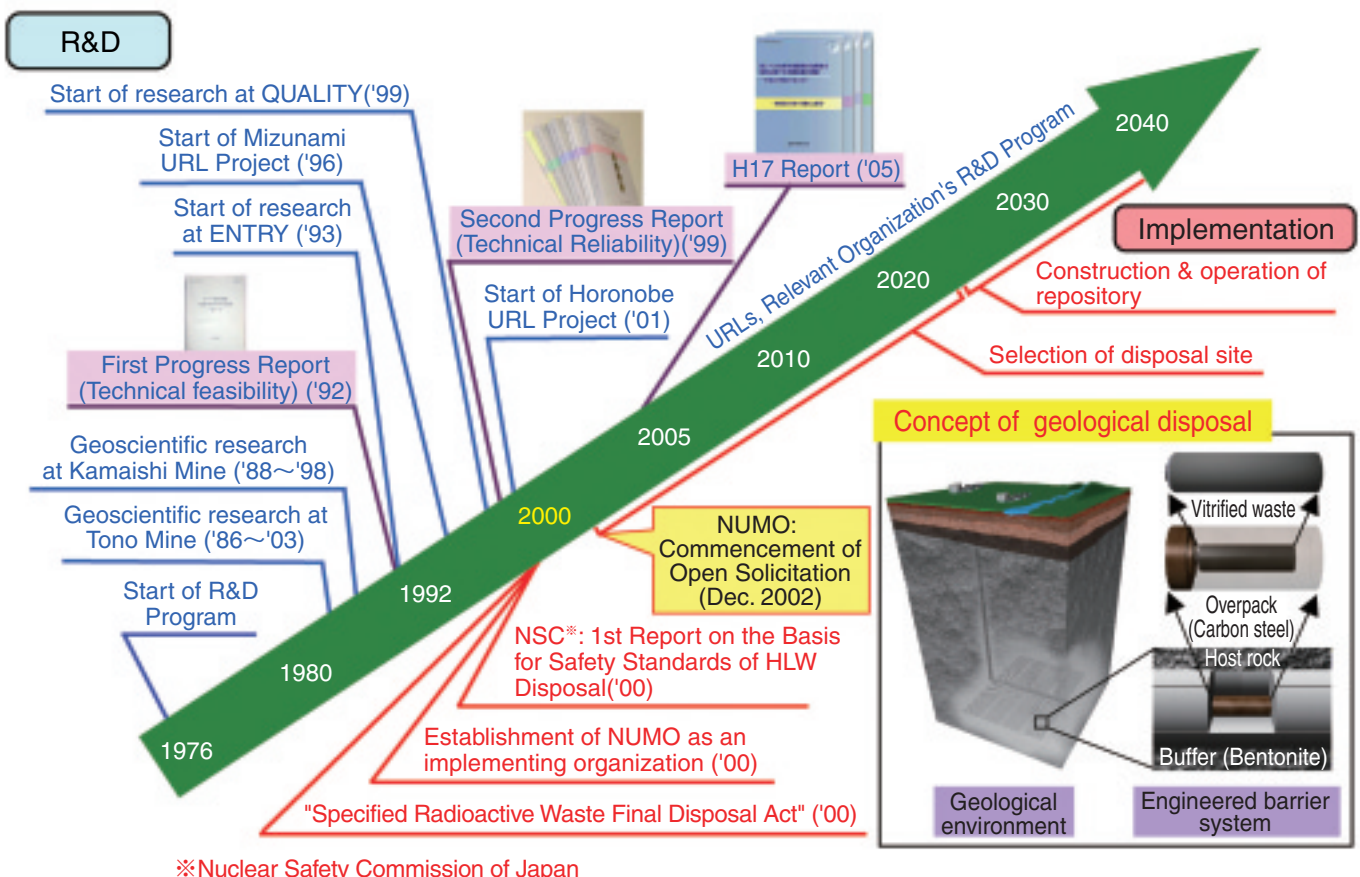 R&D
Start of research at QUALITY('99)
Start of Mizunami
URL Project ('96)
Start of research
at ENTRY ('93)
First Progress Report
(Technical feasibility) ('92)
Geoscientific research
at Kamaishi Mine ('88～'98)
Geoscientific research at
Tono Mine ('86～'03)
Start of R&D
Program
Second Progress Report
(Technical Reliability)('99)
Start of Horonobe
URL Project ('01)
H17 Report ('05)
URLs, Relevant Organization's R&D Program
1976
1980
1992
2000
2005
2010
2020
2030
2040
Implementation
Construction & operation of
repository
Selection of disposal site
NUMO:
Commencement of
Open Solicitation
(Dec. 2002)
NSC※: 1st Report on the Basis
for Safety Standards of HLW
Disposal('00)
Establishment of NUMO as an
implementing organization ('00)
"Specified Radioactive Waste Final Disposal Act" ('00)
※Nuclear Safety Commission of Japan
Concept of geological disposal
Vitrified waste
Overpack
(Carbon steel)
Host rock
Buffer (Bentonite)
Geological
environment
Engineered barrier
system